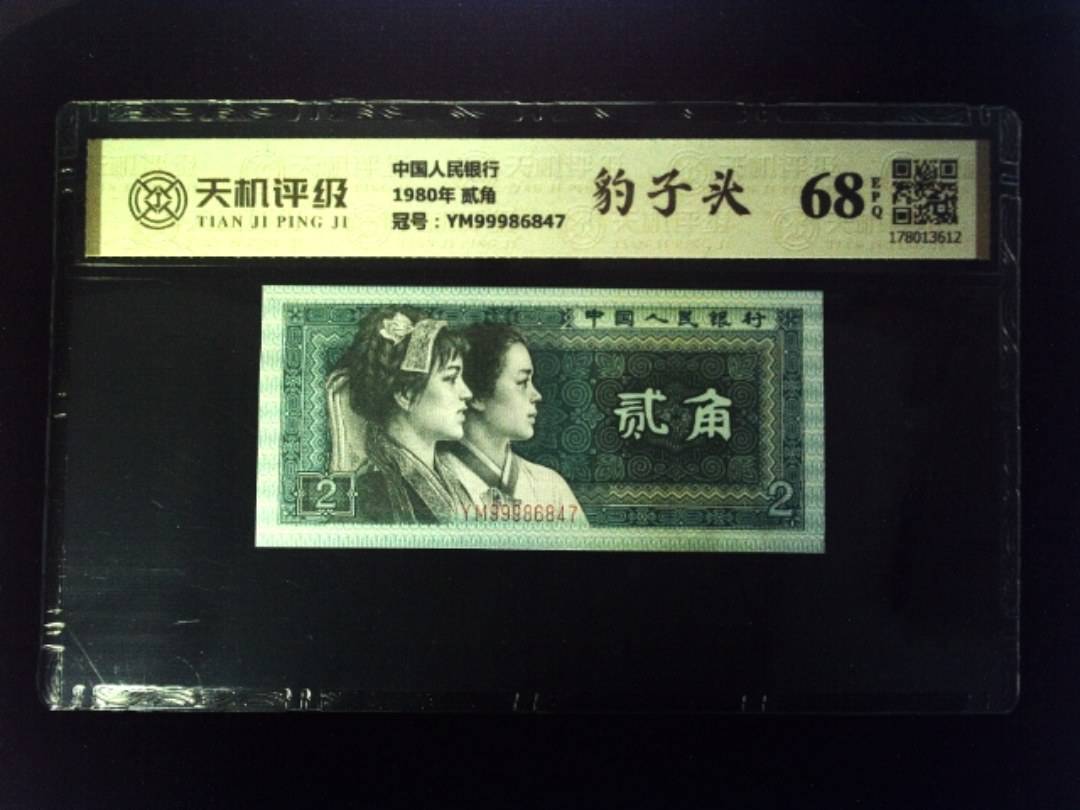 天机评级
TIAN JI PING JI
中国人民银行
1980年 贰角
冠号：YM99986847
豹子头
68
EPQ
178013612
中国人民银行
贰角
2
2
YM99986847